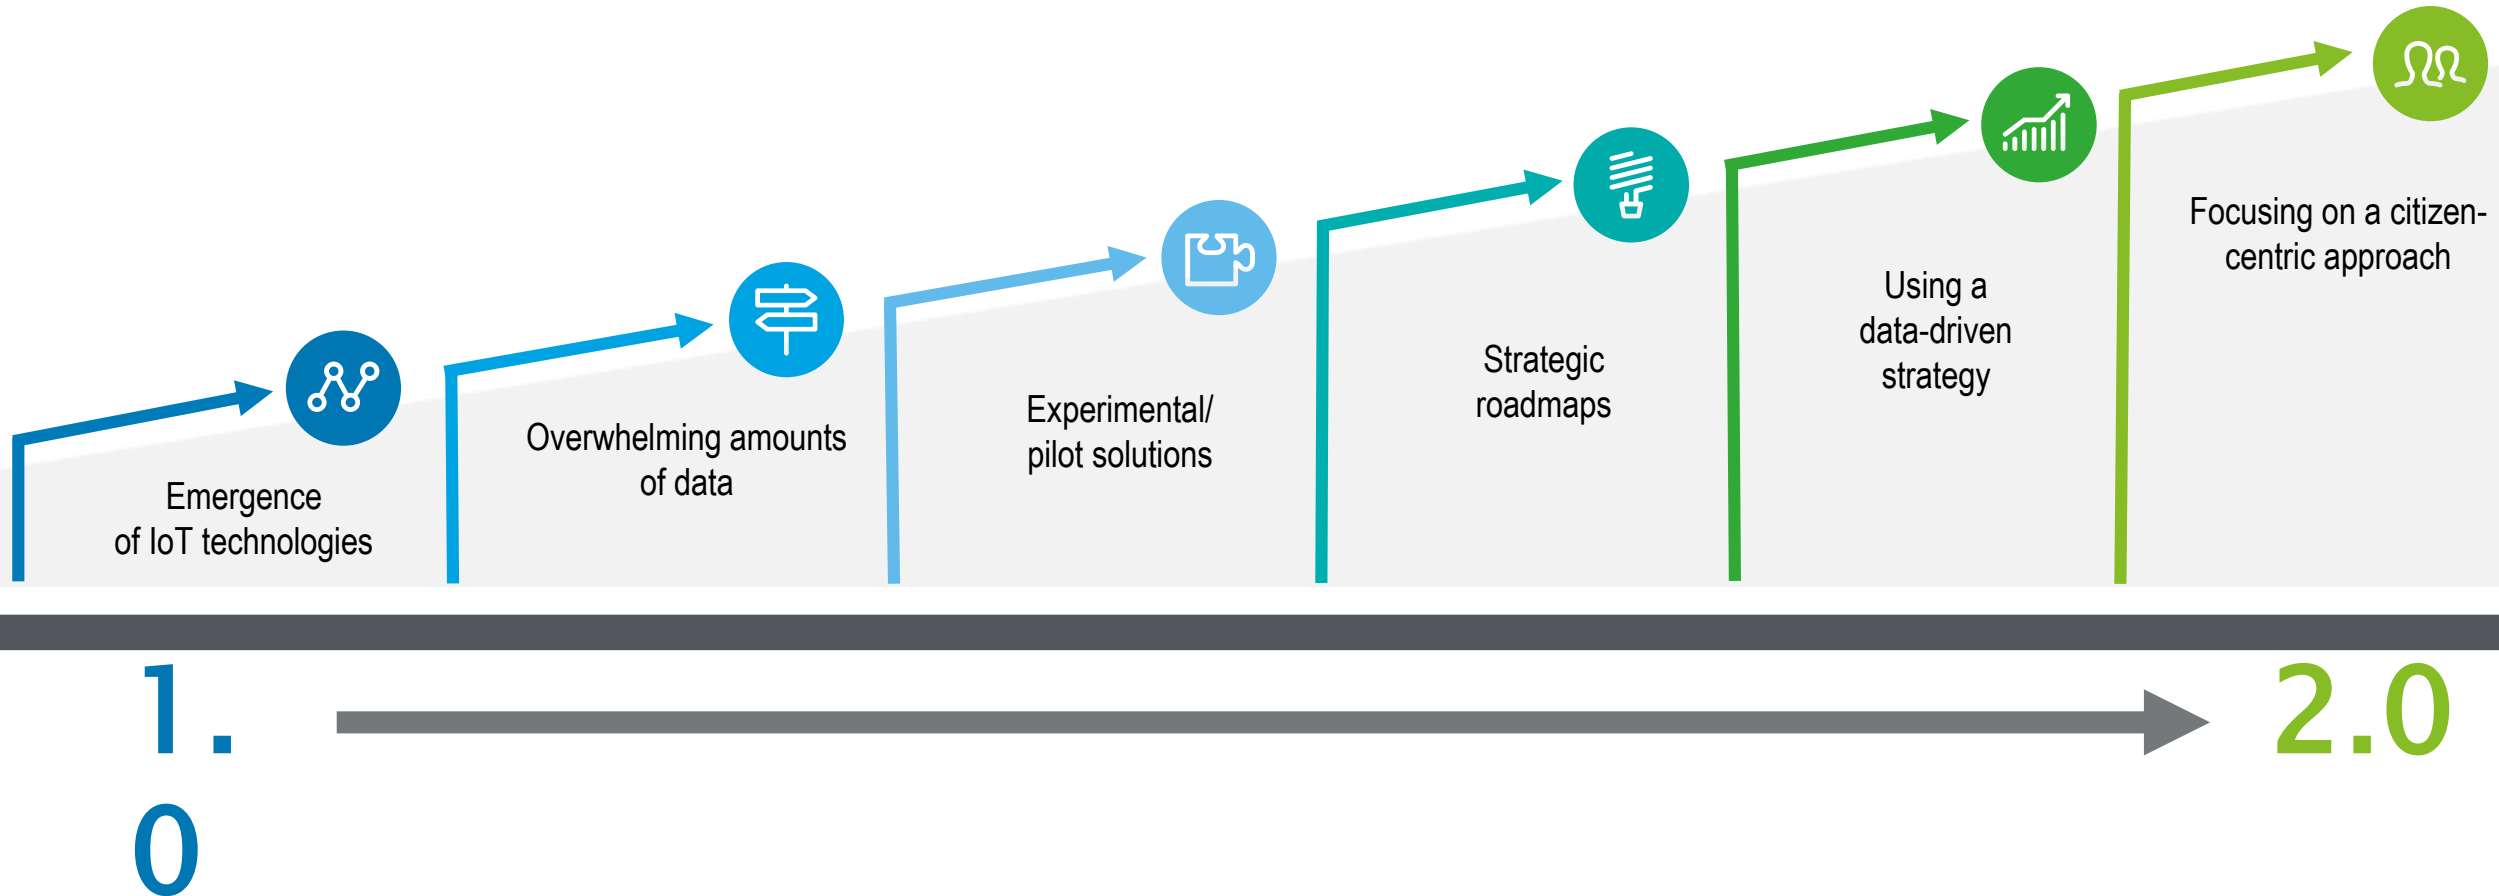 Emergence
of IoT technologies
Overwhelming amounts
of data
Experimental/
pilot solutions
Strategic
roadmaps
Using a
data-driven
strategy
Focusing on a citizen-
centric approach
1.
0
2.0